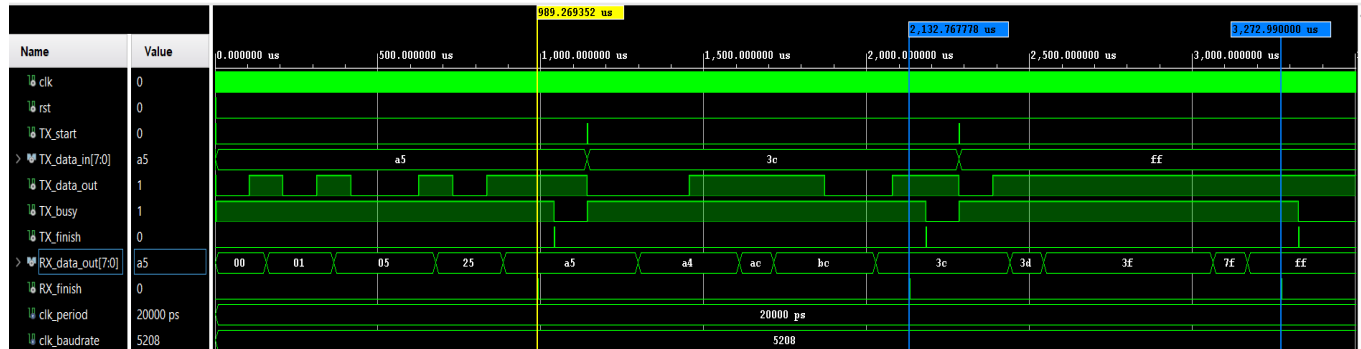 989.269352 us
2,132.767778 us 3,272.990000 us
Name Value 0.000000 us 500.000000 us 1,000.000000 us 1,500.000000 us 2,000.000000 us 2,500.000000 us 3,000.000000 us
clk 0
rst 0
TX_start 0
TX_data_in[7:0] a5 a5 3c ff
TX_data_out 1
TX_busy 1
TX_finish 0
RX_data_out[7:0] a5 00 01 05 25 a5 a4 ac bc 3c 3d 3f 7f ff
RX_finish 0
clk_period 20000 ps 20000 ps
clk_baudrate 5208 5208